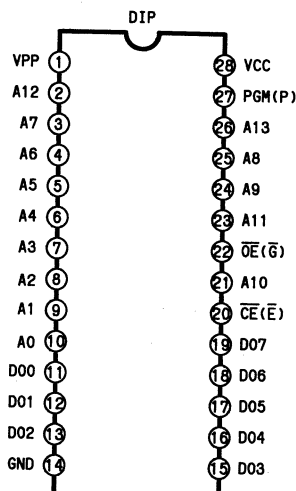 DIP
VPP 1 28 VCC
A12 2 27 PGM(P)
A7 3 26 A13
A6 4 25 A8
A5 5 24 A9
A4 6 23 A11
A3 7 22 O̅E̅(G̅)
A2 8 21 A10
A1 9 20 C̅E̅(E̅)
A0 10 19 D07
D00 11 18 D06
D01 12 17 D05
D02 13 16 D04
GND 14 15 D03